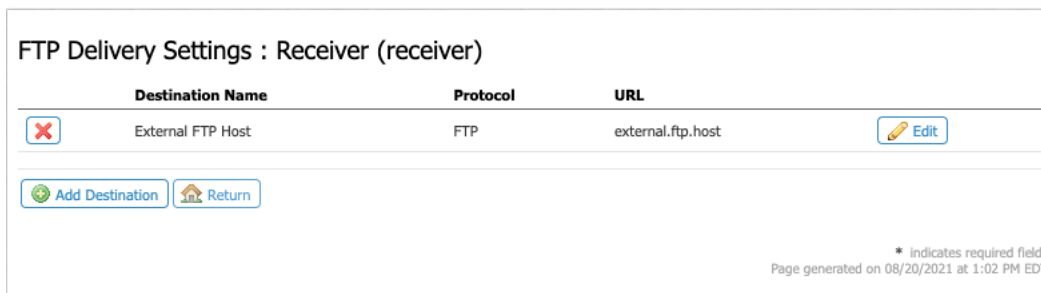 FTP Delivery Settings : Receiver (receiver)
Destination Name Protocol URL
External FTP Host FTP external.ftp.host Edit
Add Destination Return
* indicates required field
Page generated on 08/20/2021 at 1:02 PM ED